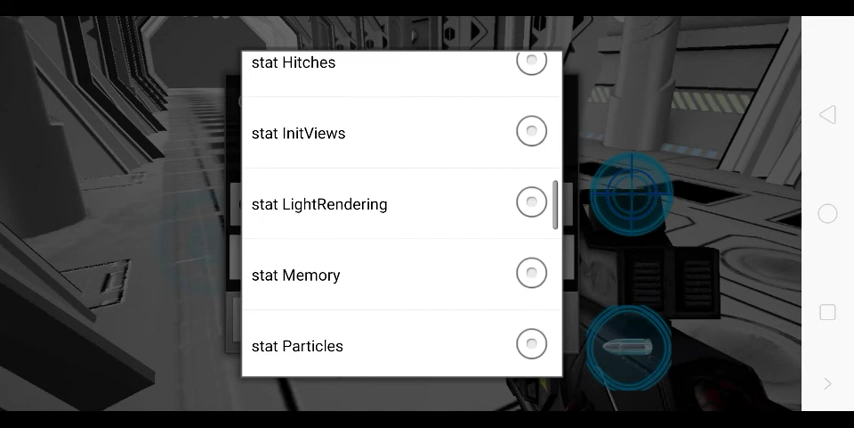 stat Hitches
stat InitViews
stat LightRendering
stat Memory
stat Particles